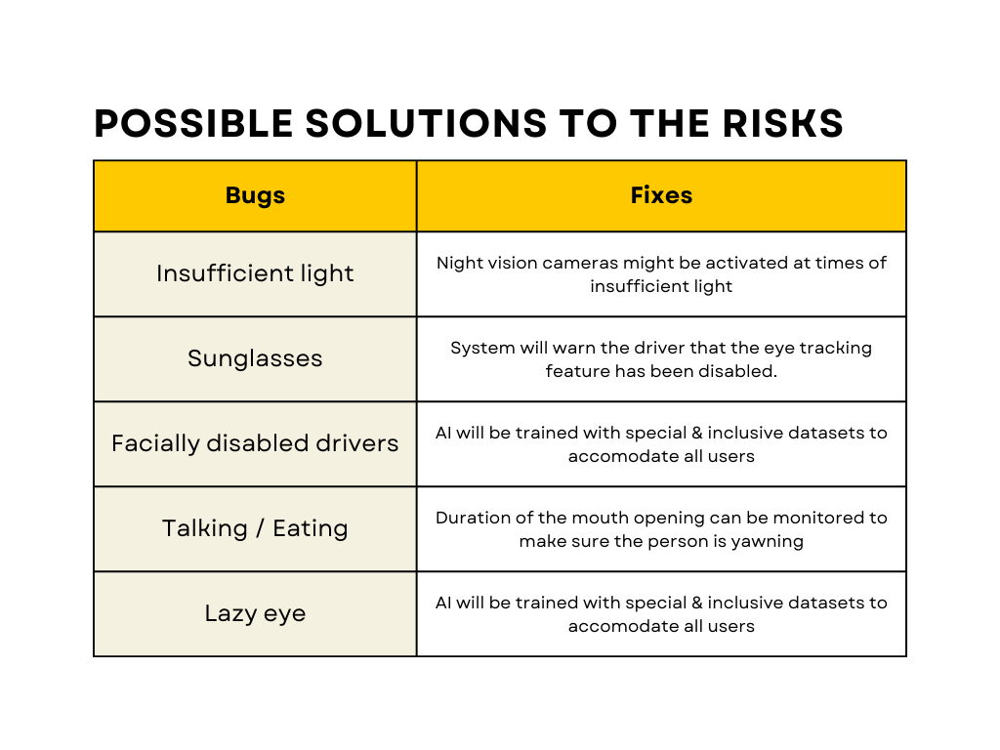 POSSIBLE SOLUTIONS TO THE RISKS
Bugs
Fixes
Insufficient light
Night vision cameras might be activated at times of
insufficient light
Sunglasses
System will warn the driver that the eye tracking
feature has been disabled.
Facially disabled drivers
AI will be trained with special & inclusive datasets to
accomodate all users
Talking / Eating
Duration of the mouth opening can be monitored to
make sure the person is yawning
Lazy eye
AI will be trained with special & inclusive datasets to
accomodate all users